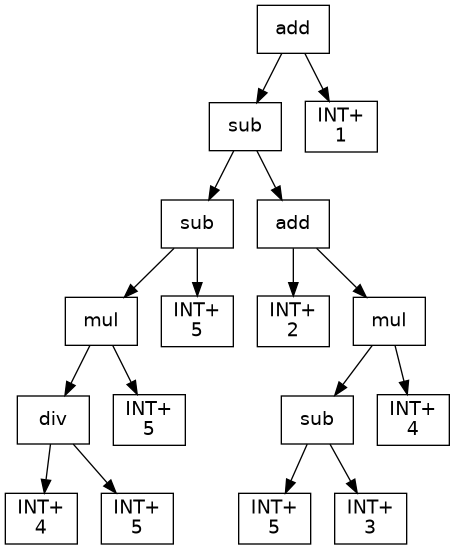 add
sub
INT+
1
sub
add
mul
INT+
5
INT+
2
mul
div
INT+
5
sub
INT+
4
INT+
4
INT+
5
INT+
5
INT+
3